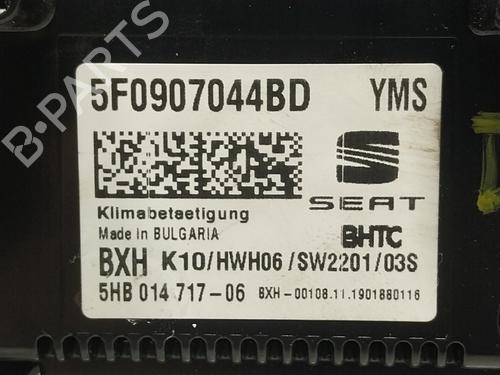 5F0907044BD YMS
SEAT
Klimabetaetigung
Made in BULGARIA BHTC
BXH K10/HWH06/SW2201/03S
5HB 014 717-06 BXH-00108.11.1901880116
B-PARTS